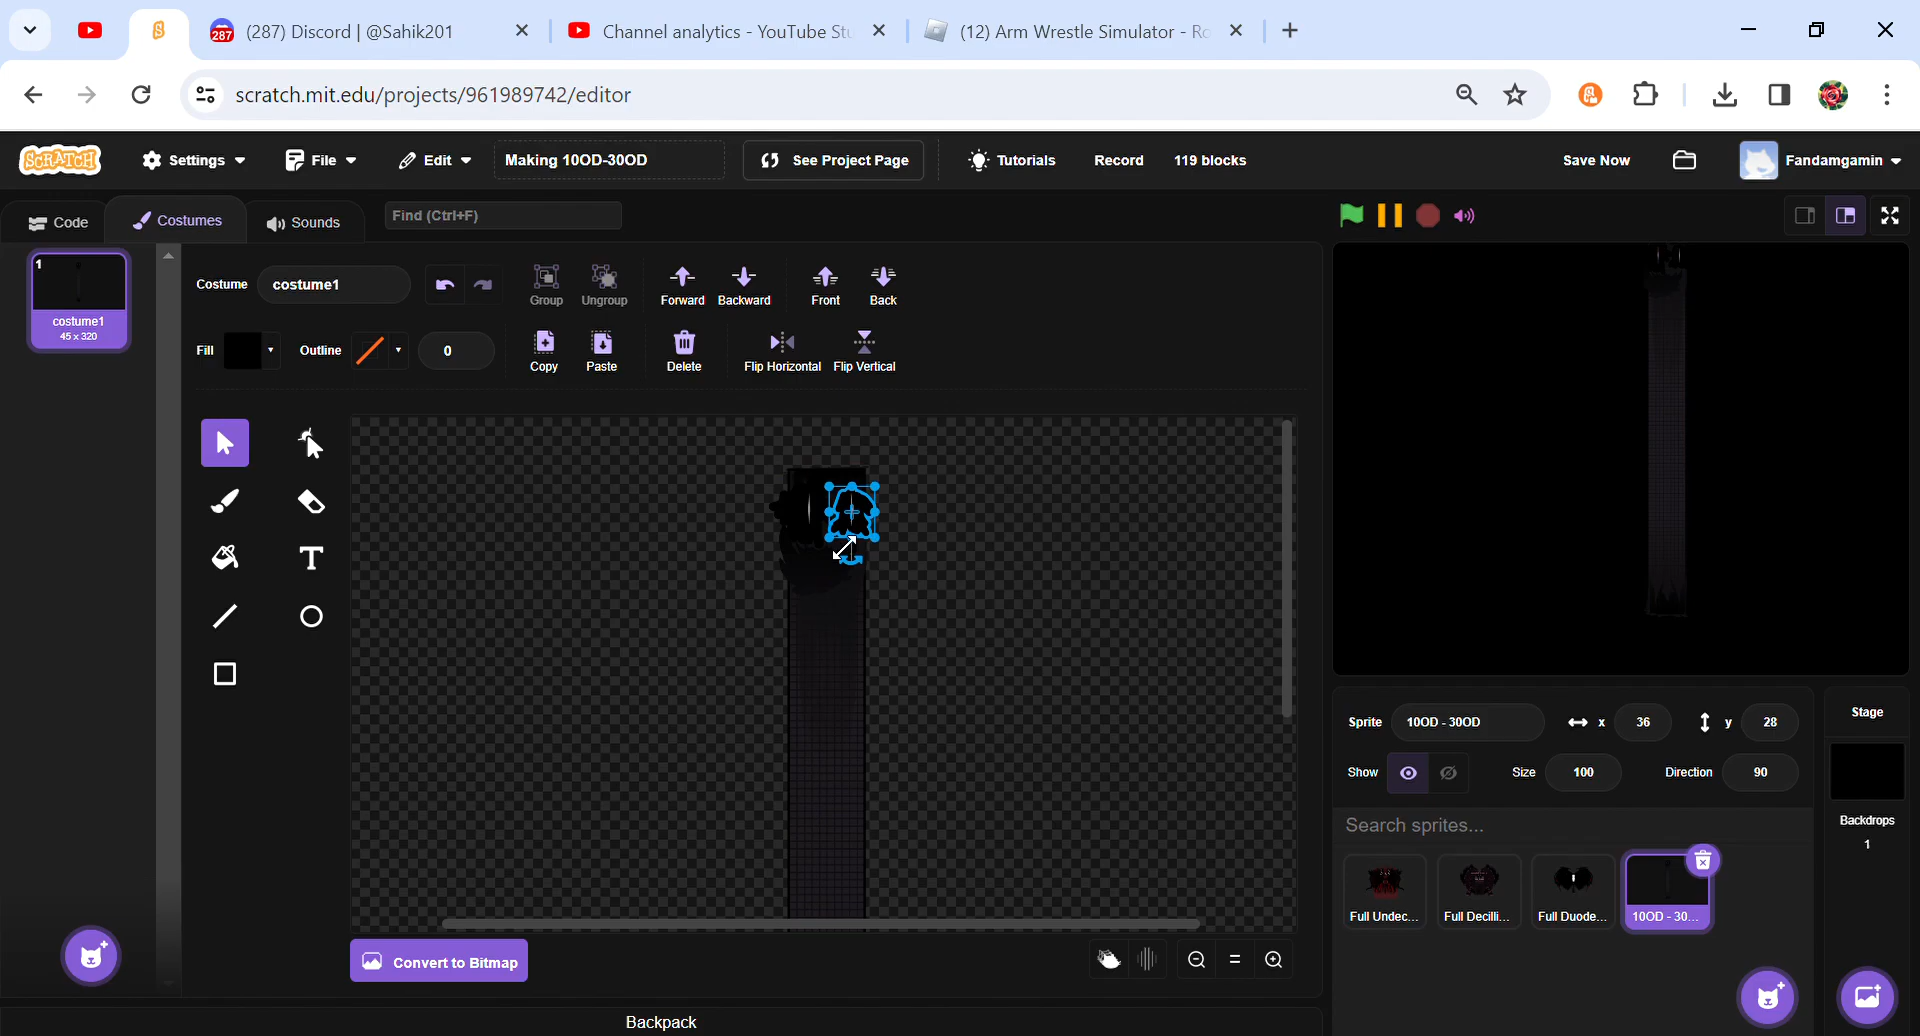 287
(287) Discord | @Sahik201
Channel analytics - YouTube Stu
(12) Arm Wrestle Simulator - Ro
scratch.mit.edu/projects/961989742/editor
SCRATCH
Settings
File
Edit
Making 10OD-30OD
See Project Page
Tutorials
Record
119 blocks
Save Now
Fandamgamin
Code
Costumes
Sounds
Find (Ctrl+F)
1
costume1
45 x 320
Costume
costume1
Group
Ungroup
Forward
Backward
Front
Back
Fill
Outline
0
Copy
Paste
Delete
Flip Horizontal
Flip Vertical
T
Convert to Bitmap
Backpack
Sprite
10OD - 30OD
x
36
y
28
Show
Size
100
Direction
90
Search sprites...
Full Undec...
Full Decilli...
Full Duode...
10OD - 30...
Stage
Backdrops
1